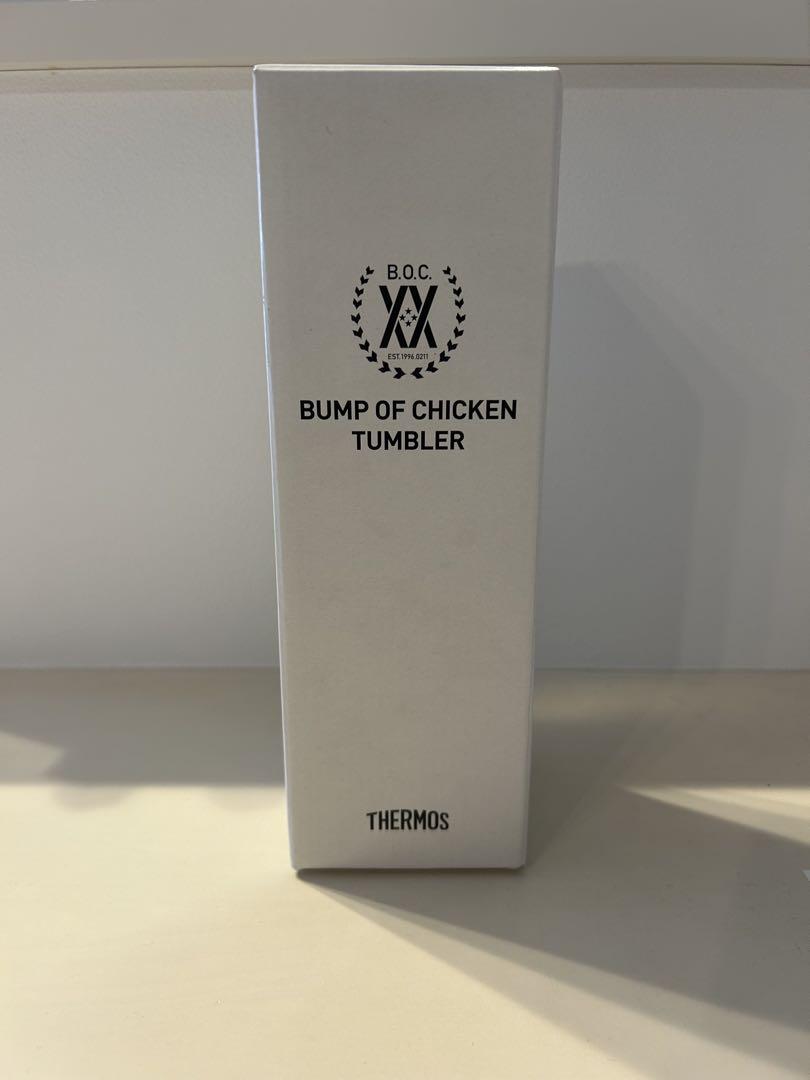 B.O.C.
XX
EST.1996.0211
BUMP OF CHICKEN
TUMBLER
THERMOS